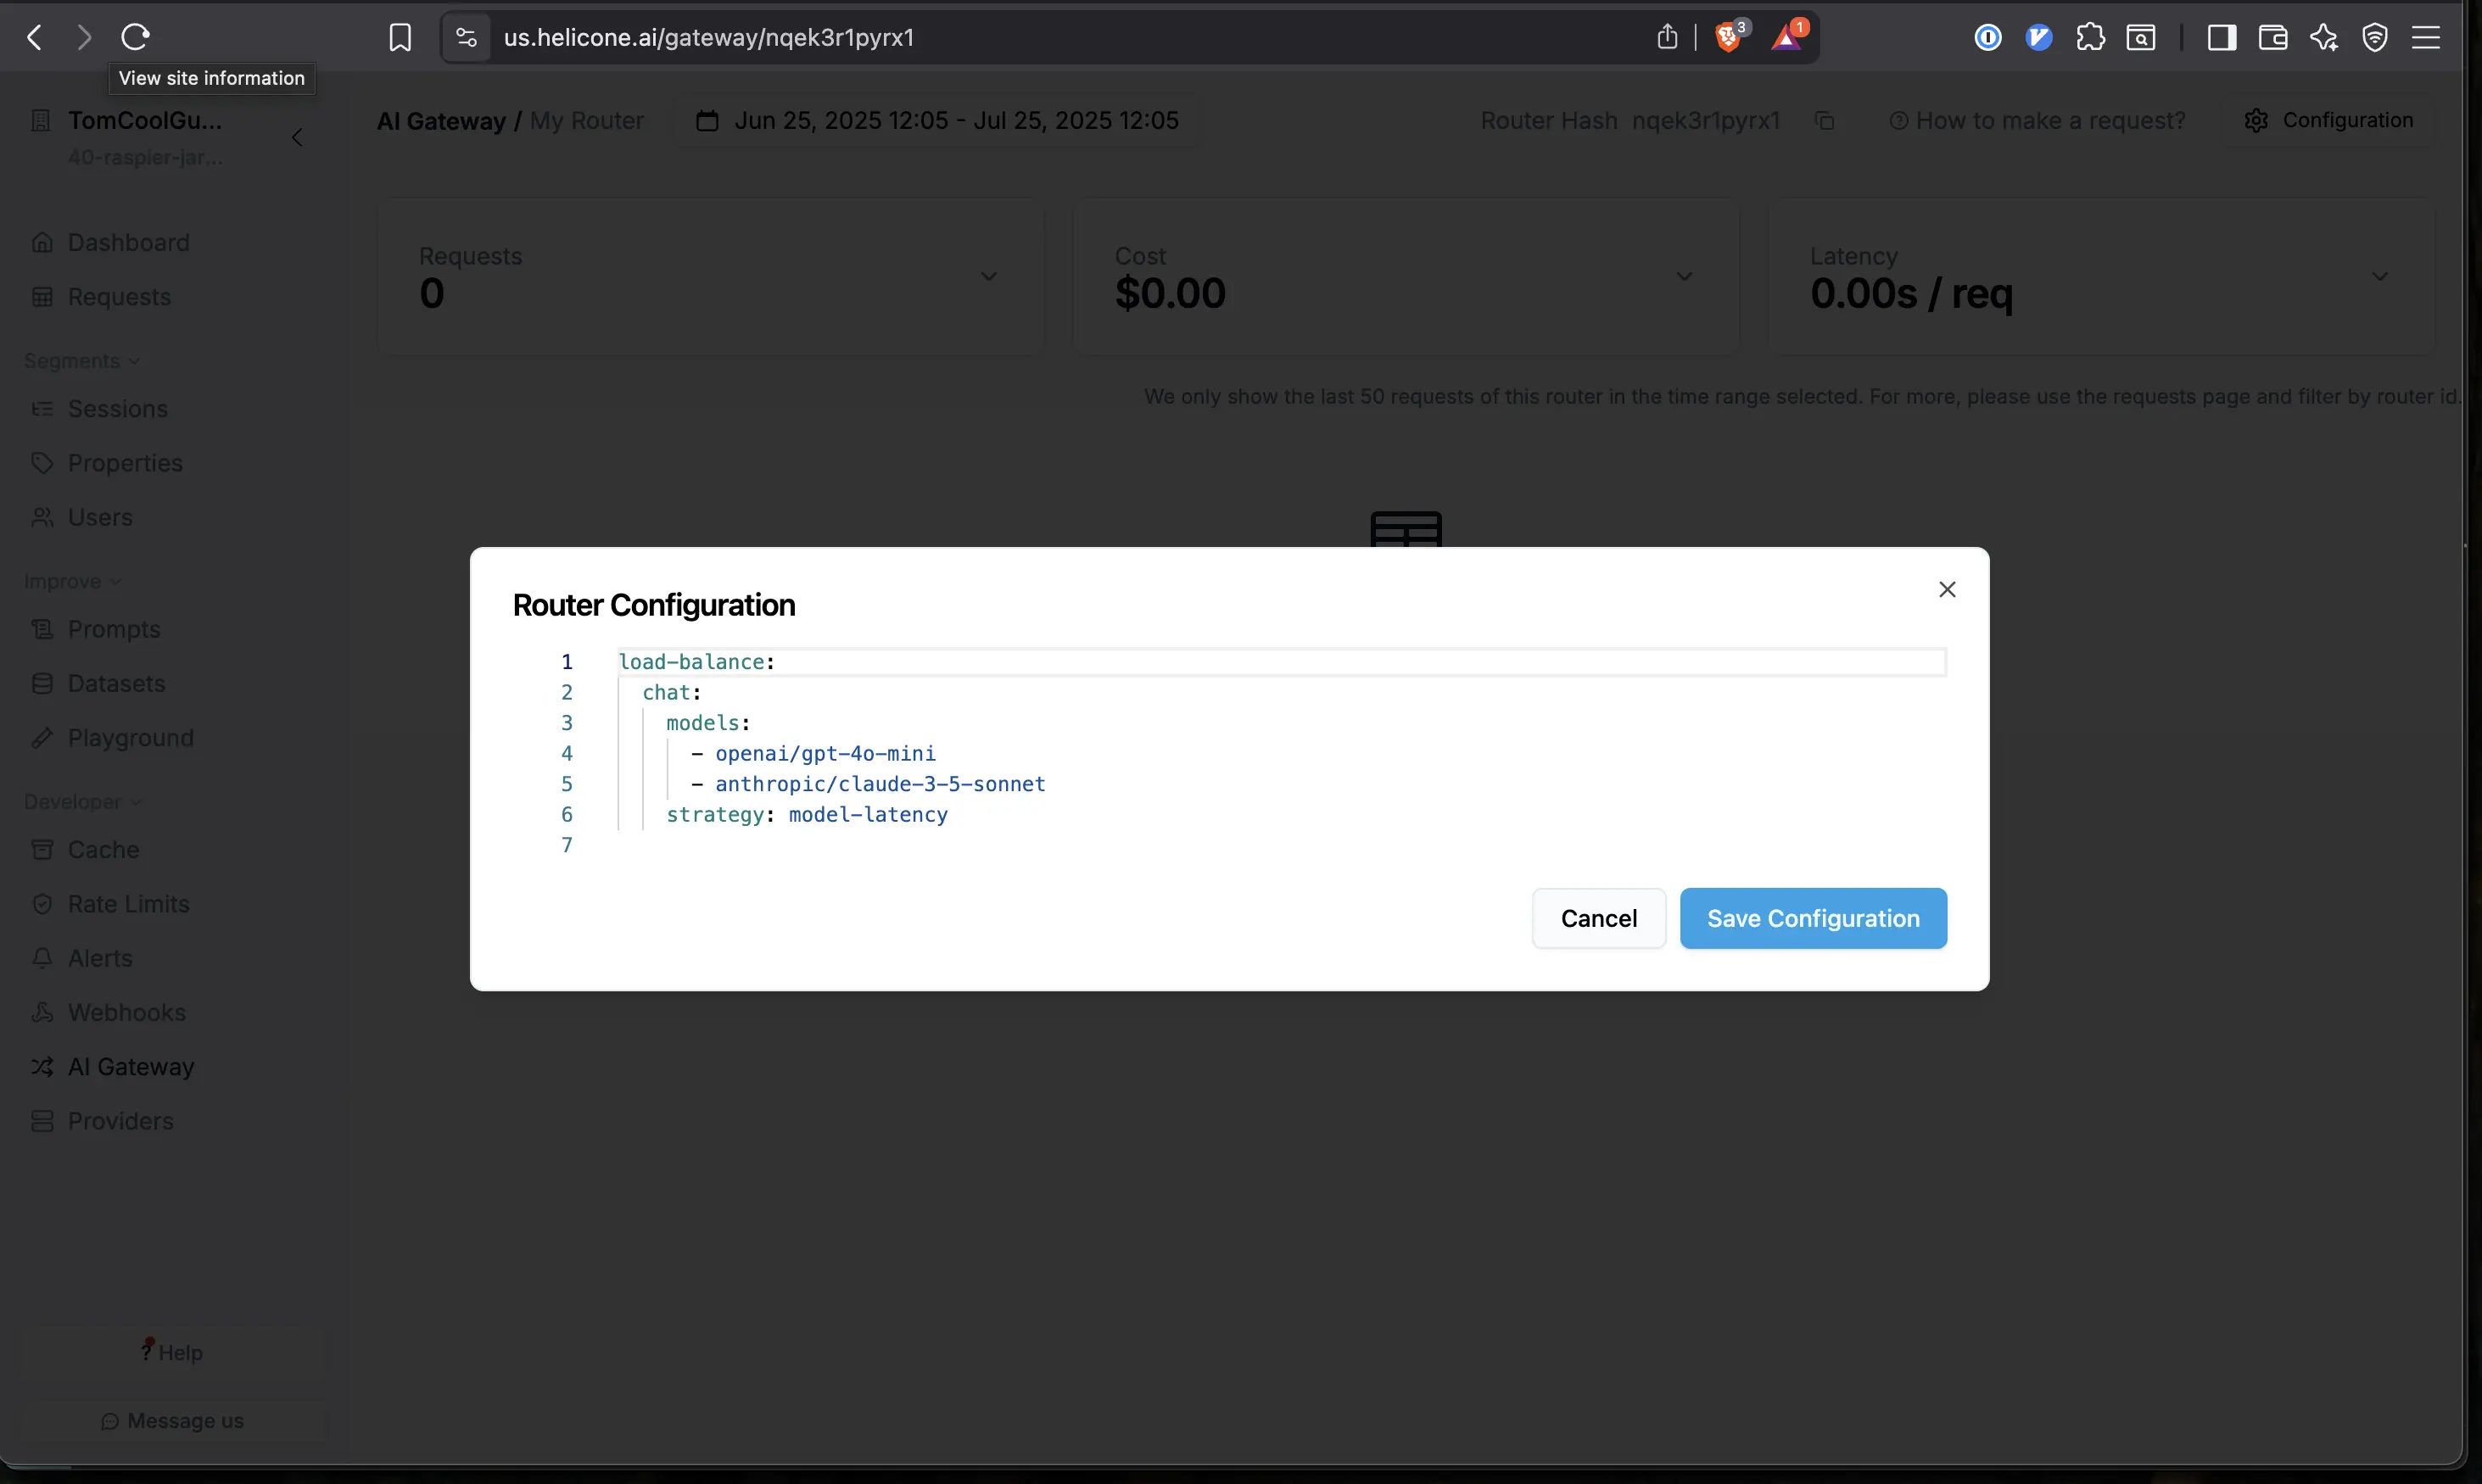 us.helicone.ai/gateway/nqek3r1pyrx1
3
1
View site information
TomCoolGu...
40-raspier-jar...
AI Gateway / My Router
Jun 25, 2025 12:05 - Jul 25, 2025 12:05
Router Hash nqek3r1pyrx1
How to make a request?
Configuration
Dashboard
Requests
Segments
Sessions
Properties
Users
Improve
Prompts
Datasets
Playground
Developer
Cache
Rate Limits
Alerts
Webhooks
AI Gateway
Providers
? Help
Message us
Requests
0
Cost
$0.00
Latency
0.00s / req
We only show the last 50 requests of this router in the time range selected. For more, please use the requests page and filter by router id.
Router Configuration
1 load-balance:
2 chat:
3 models:
4 - openai/gpt-4o-mini
5 - anthropic/claude-3-5-sonnet
6 strategy: model-latency
7
Cancel
Save Configuration